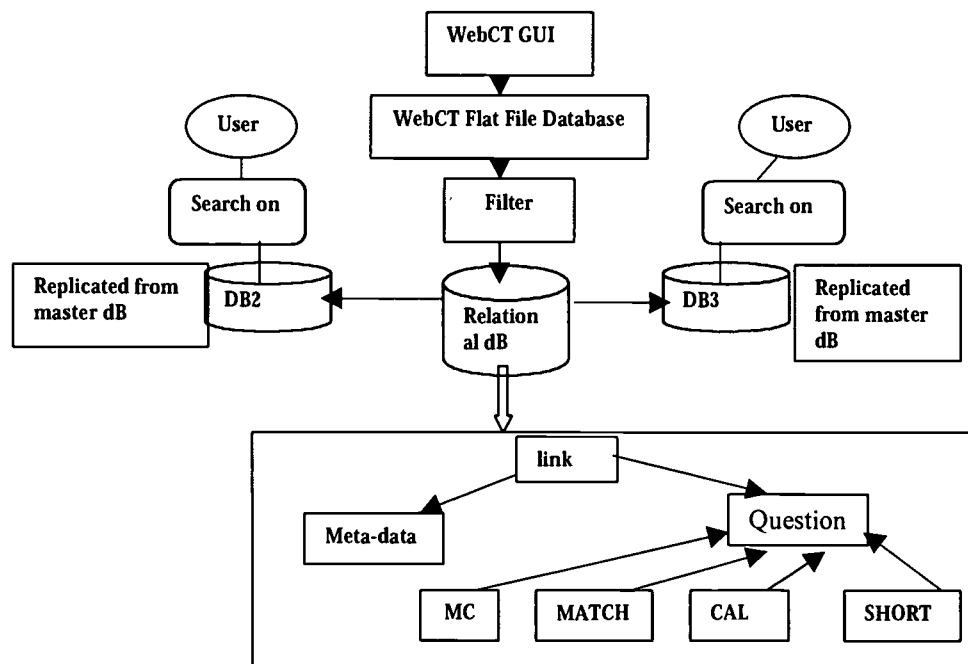 WebCT GUI
WebCT Flat File Database
User
User
Search on
Filter
Search on
Replicated from
master dB
DB2
Relation
al dB
DB3
Replicated
from master
dB
link
Meta-data
Question
MC
MATCH
CAL
SHORT